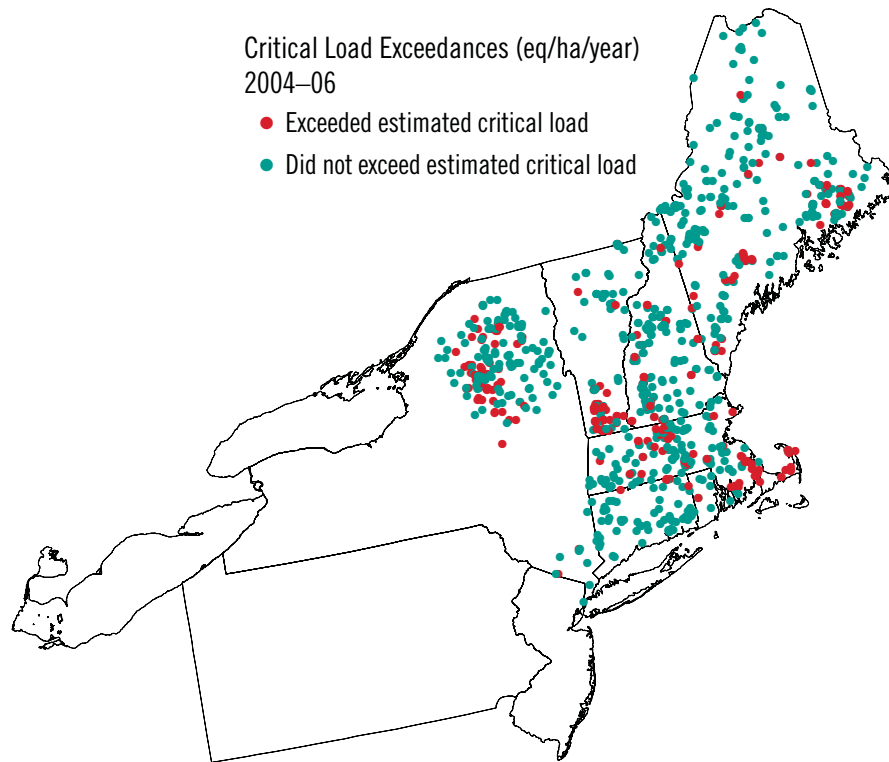 Critical Load Exceedances (eq/ha/year)
2004–06
Exceeded estimated critical load
Did not exceed estimated critical load